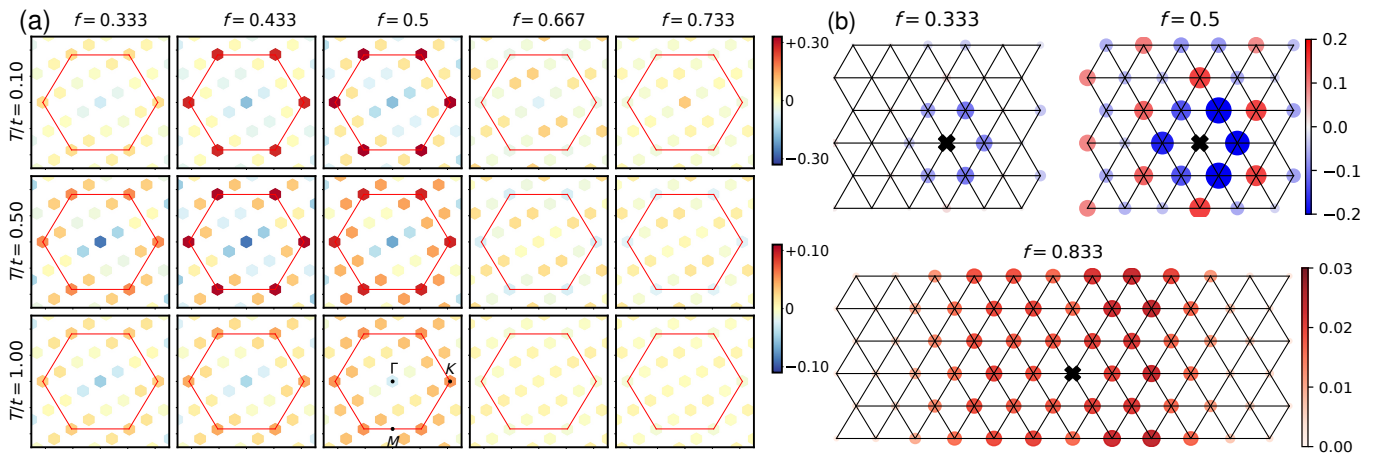 (a)
f = 0.333
f = 0.433
f = 0.5
f = 0.667
f = 0.733
T/t = 0.10
+0.30
0
−0.30
T/t = 0.50
+0.10
0
−0.10
T/t = 1.00
Γ
K
M
(b)
f = 0.333
f = 0.5
0.2
0.1
0.0
−0.1
−0.2
f = 0.833
0.03
0.02
0.01
0.00